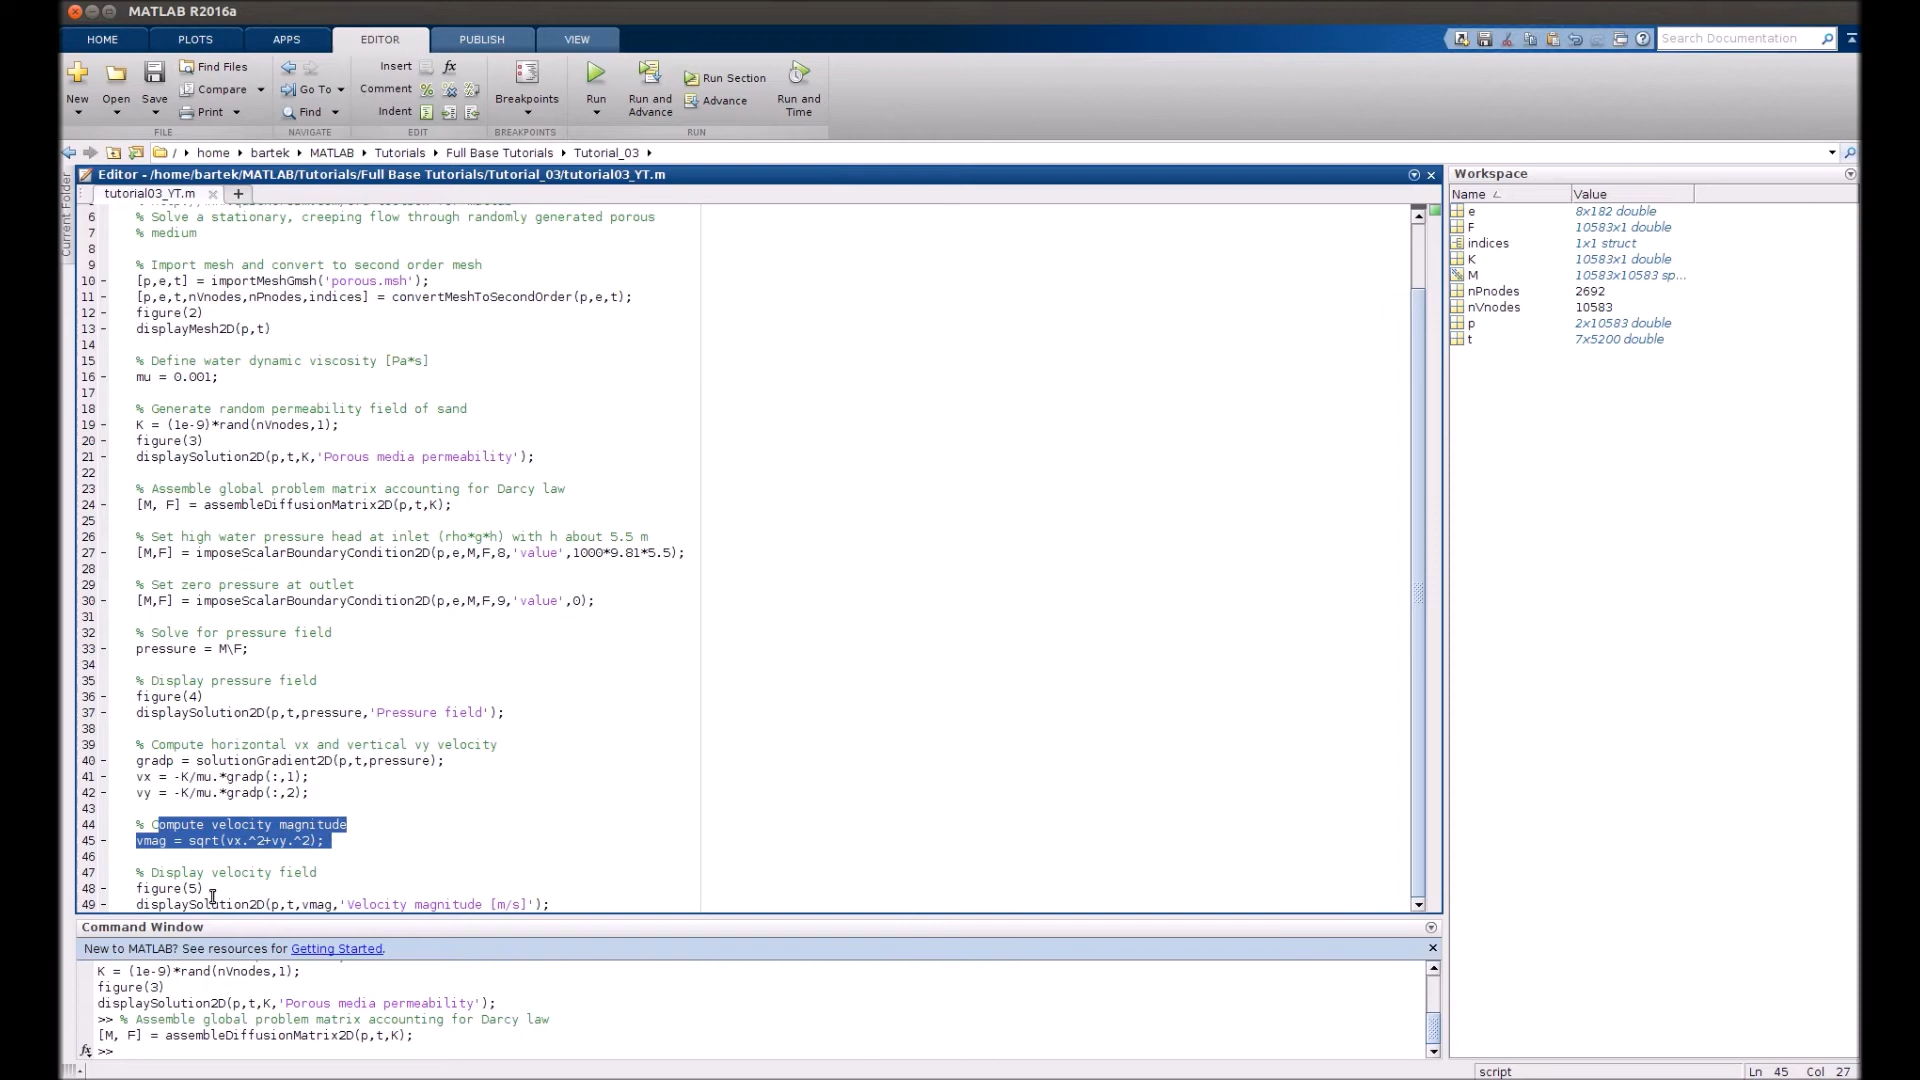 MATLAB R2016a
HOME PLOTS APPS EDITOR PUBLISH VIEW Search Documentation
New Open Save Find Files Compare Print Go To Find Insert fx Comment Indent Breakpoints Run Run and Advance Run Section Advance Run and Time
FILE NAVIGATE EDIT BREAKPOINTS RUN
/ home bartek MATLAB Tutorials Full Base Tutorials Tutorial_03
Current Folder
Editor - /home/bartek/MATLAB/Tutorials/Full Base Tutorials/Tutorial_03/tutorial03_YT.m
tutorial03_YT.m
6 % Solve a stationary, creeping flow through randomly generated porous
7 % medium
8
9 % Import mesh and convert to second order mesh
10 - [p,e,t] = importMeshGmsh('porous.msh');
11 - [p,e,t,nVnodes,nPnodes,indices] = convertMeshToSecondOrder(p,e,t);
12 - figure(2)
13 - displayMesh2D(p,t)
14
15 % Define water dynamic viscosity [Pa*s]
16 - mu = 0.001;
17
18 % Generate random permeability field of sand
19 - K = (1e-9)*rand(nVnodes,1);
20 - figure(3)
21 - displaySolution2D(p,t,K,'Porous media permeability');
22
23 % Assemble global problem matrix accounting for Darcy law
24 - [M, F] = assembleDiffusionMatrix2D(p,t,K);
25
26 % Set high water pressure head at inlet (rho*g*h) with h about 5.5 m
27 - [M,F] = imposeScalarBoundaryCondition2D(p,e,M,F,8,'value',1000*9.81*5.5);
28
29 % Set zero pressure at outlet
30 - [M,F] = imposeScalarBoundaryCondition2D(p,e,M,F,9,'value',0);
31
32 % Solve for pressure field
33 - pressure = M\F;
34
35 % Display pressure field
36 - figure(4)
37 - displaySolution2D(p,t,pressure,'Pressure field');
38
39 % Compute horizontal vx and vertical vy velocity
40 - gradp = solutionGradient2D(p,t,pressure);
41 - vx = -K/mu.*gradp(:,1);
42 - vy = -K/mu.*gradp(:,2);
43
44 % Compute velocity magnitude
45 - vmag = sqrt(vx.^2+vy.^2);
46
47 % Display velocity field
48 - figure(5)
49 - displaySolution2D(p,t,vmag,'Velocity magnitude [m/s]');
Command Window
New to MATLAB? See resources for Getting Started.
K = (1e-9)*rand(nVnodes,1);
figure(3)
displaySolution2D(p,t,K,'Porous media permeability');
>> % Assemble global problem matrix accounting for Darcy law
[M, F] = assembleDiffusionMatrix2D(p,t,K);
fx >>
Workspace
Name Value
e 8x182 double
F 10583x1 double
indices 1x1 struct
K 10583x1 double
M 10583x10583 sp...
nPnodes 2692
nVnodes 10583
p 2x10583 double
t 7x5200 double
script Ln 45 Col 27